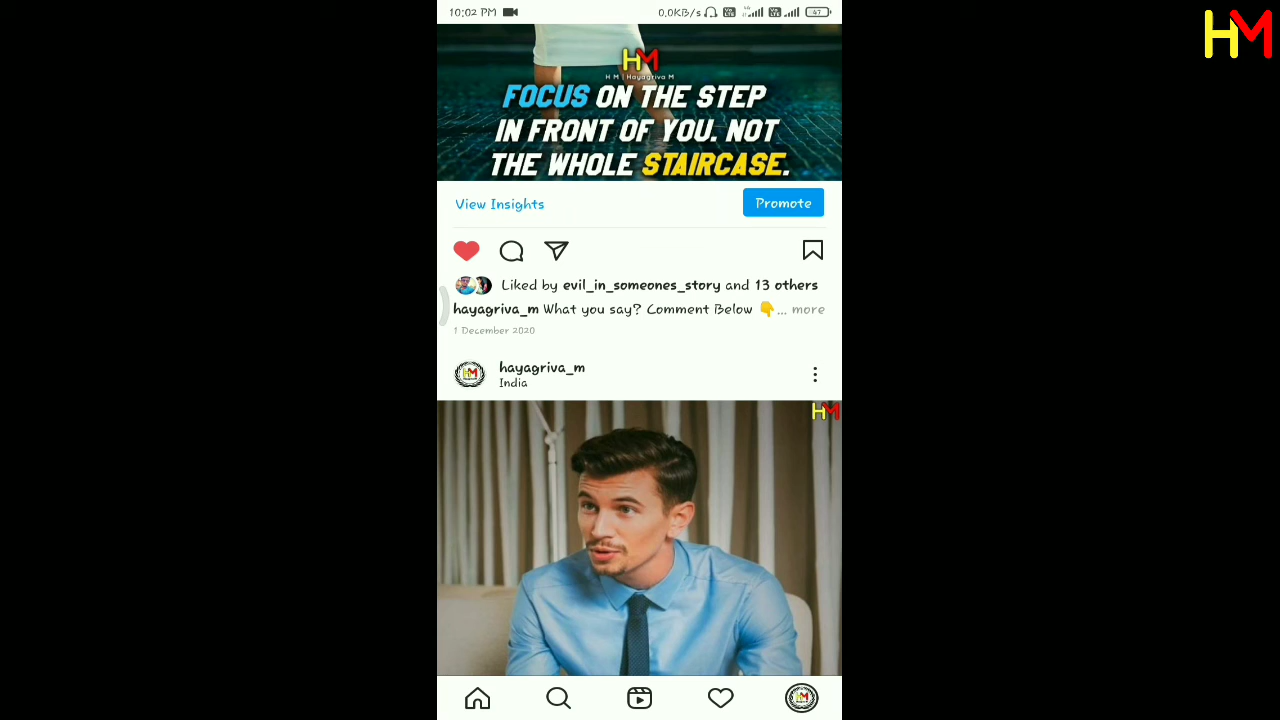 10:02 PM 0.0KB/s 47
HM
HM
H M | Hayagriva M
FOCUS ON THE STEP
IN FRONT OF YOU. NOT
THE WHOLE STAIRCASE.
View Insights Promote
Liked by evil_in_someones_story and 13 others
hayagriva_m What you say? Comment Below 👇... more
1 December 2020
hayagriva_m
India
HM